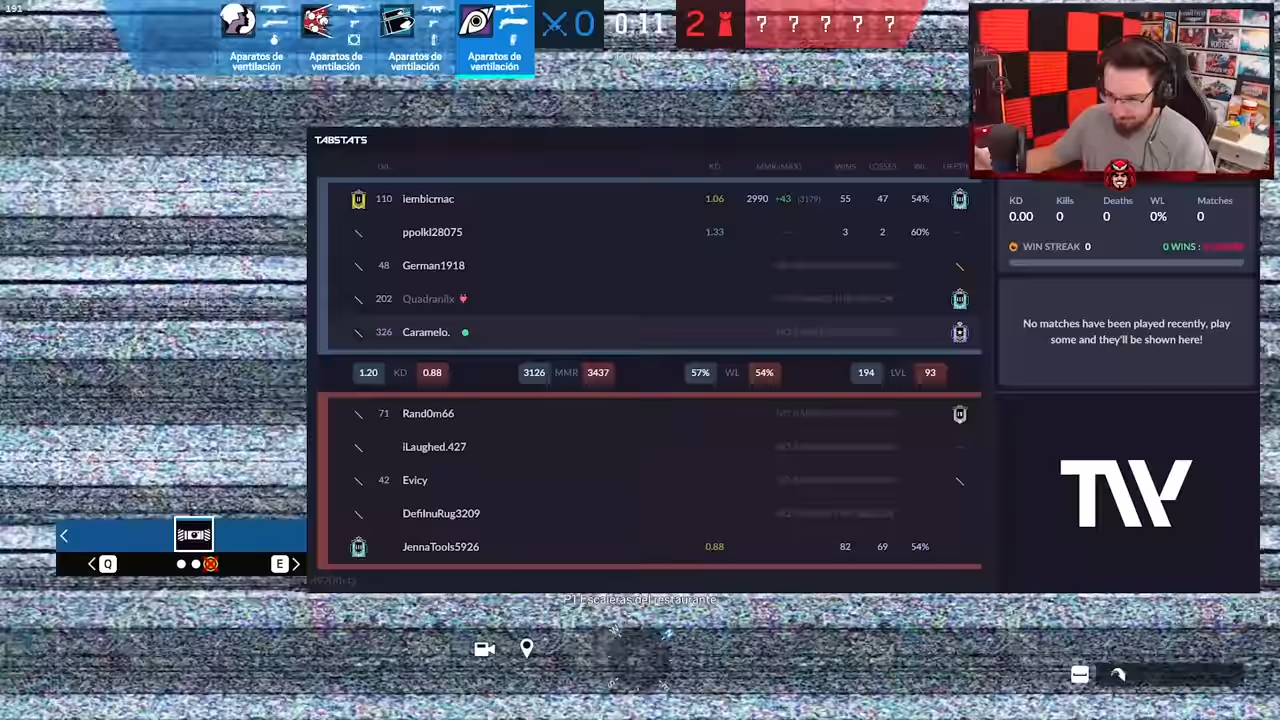 191
Aparatos de ventilación
Aparatos de ventilación
Aparatos de ventilación
Aparatos de ventilación
0
0:11
2
? ? ? ? ?
TABSTATS
KD WINS LOSSES WL
110 iembicmac 1.06 2990 +43 (3179) 55 47 54%
ppolkl28075 1.33 3 2 60%
48 German1918
202 Quadranilx
326 Caramelo.
1.20 KD 0.88 3126 MMR 3437 57% WL 54% 194 LVL 93
71 Rand0m66
iLaughed.427
42 Evicy
DefiInuRug3209
JennaTools5926 0.88 82 69 54%
KD Kills Deaths WL Matches
0.00 0 0 0% 0
WIN STREAK 0 0 WINS :
No matches have been played recently, play
some and they'll be shown here!
TW
Q E
P1 Escaleras del restaurante